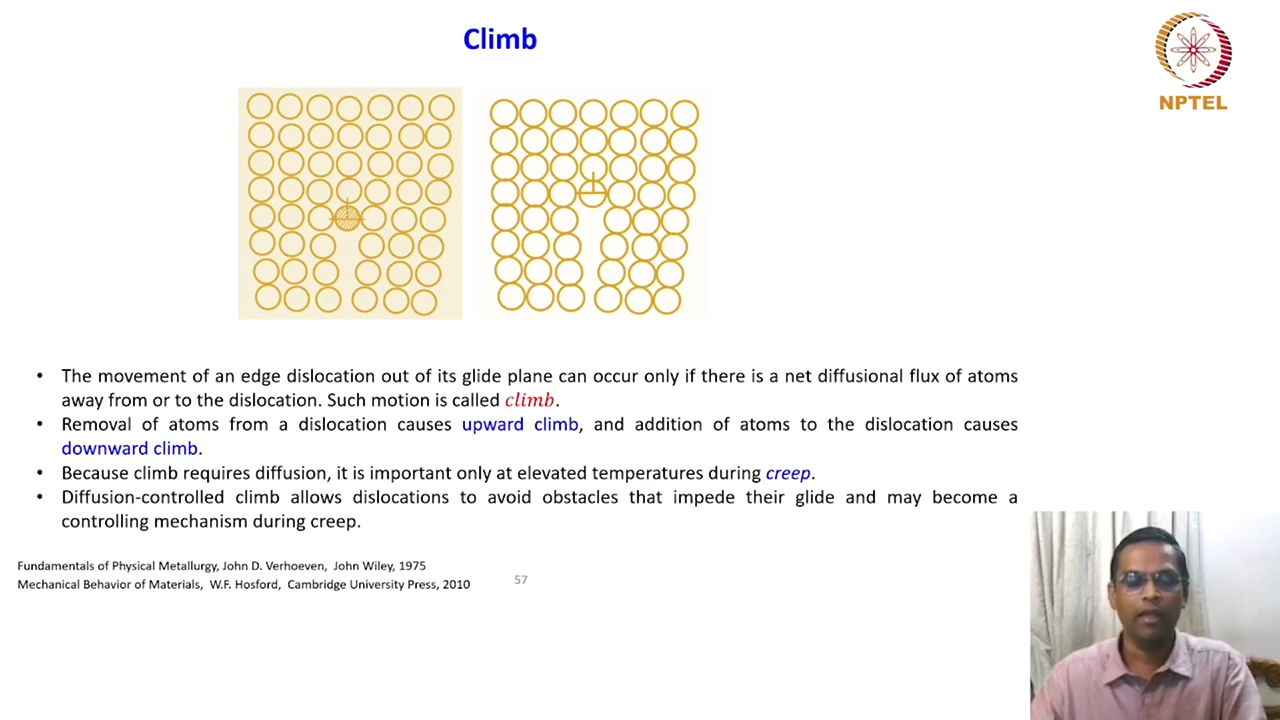 Climb
NPTEL
• The movement of an edge dislocation out of its glide plane can occur only if there is a net diffusional flux of atoms
away from or to the dislocation. Such motion is called climb.
• Removal of atoms from a dislocation causes upward climb, and addition of atoms to the dislocation causes
downward climb.
• Because climb requires diffusion, it is important only at elevated temperatures during creep.
• Diffusion-controlled climb allows dislocations to avoid obstacles that impede their glide and may become a
controlling mechanism during creep.
Fundamentals of Physical Metallurgy, John D. Verhoeven, John Wiley, 1975
Mechanical Behavior of Materials, W.F. Hosford, Cambridge University Press, 2010
57